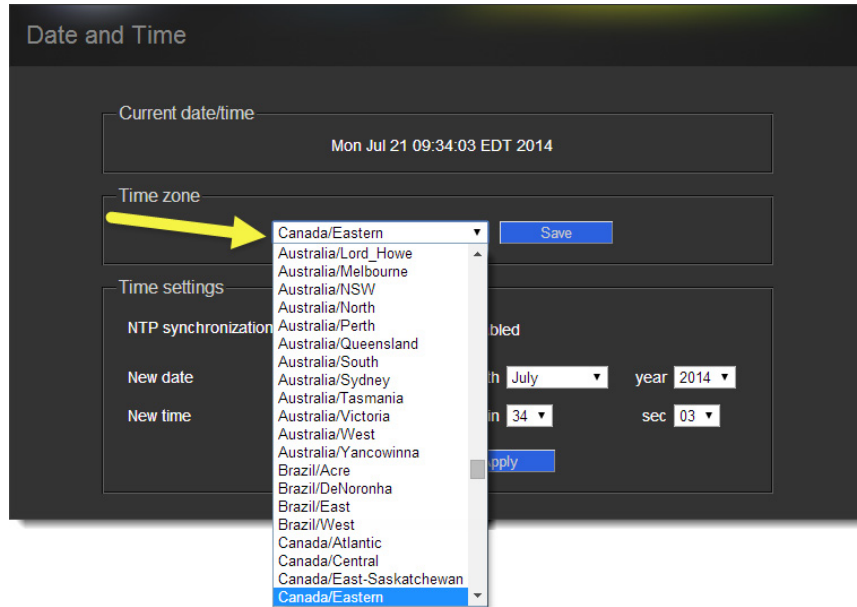 Date and Time
Current date/time
Mon Jul 21 09:34:03 EDT 2014
Time zone
Canada/Eastern
Save
Australia/Lord_Howe
Australia/Melbourne
Australia/NSW
Australia/North
Australia/Perth
Australia/Queensland
Australia/South
Australia/Sydney
Australia/Tasmania
Australia/Victoria
Australia/West
Australia/Yancowinna
Brazil/Acre
Brazil/DeNoronha
Brazil/East
Brazil/West
Canada/Atlantic
Canada/Central
Canada/East-Saskatchewan
Canada/Eastern
Time settings
NTP synchronization bled
New date th July year 2014
New time in 34 sec 03
pply